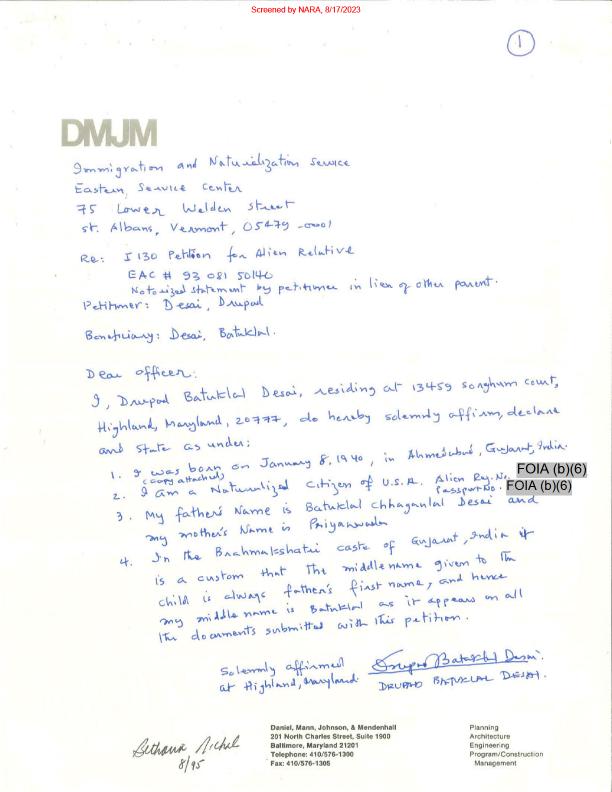 Screened by NARA, 8/17/2023
1
DMJM
Immigration and Naturalization Service
Eastern, Service Center
75 Lower Welden Street
St. Albans, Vermont, 05479-0001
Re: I 130 Petition for Alien Relative
EAC # 93 081 50140
Notorized statement by petitioner in lieu of other parent.
Petitioner: Desai, Drupad
Beneficiary: Desai, Batuklal.
Dear officer:
I, Drupad Batuklal Desai, residing at 13459 Sorghum Court,
Highland, Maryland, 20777, do hereby solemnly affirm, declare
and state as under:
1. I was born on January 8, 1940, in Ahmedabad, Gujarat, India.
(copy attached)
2. I am a Naturalized Citizen of U.S.A. Alien Reg. No. FOIA (b)(6)
Passport No. FOIA (b)(6)
3. My father's Name is Batuklal Chhaganlal Desai and
my mother's Name is Priyamvada
4. In the Brahmakshatri caste of Gujarat, India it
is a custom that the middle name given to the
child is always father's first name, and hence
my middle name is Batuklal as it appears on all
the documents submitted with this petition.
Solemnly affirmed
at Highland, Maryland
Drupad Batuklal Desai.
DRUPAD BATUKLAL DESAI.
Bethana Nichol
8/95
Daniel, Mann, Johnson, & Mendenhall
201 North Charles Street, Suite 1900
Baltimore, Maryland 21201
Telephone: 410/576-1300
Fax: 410/576-1305
Planning
Architecture
Engineering
Program/Construction
Management